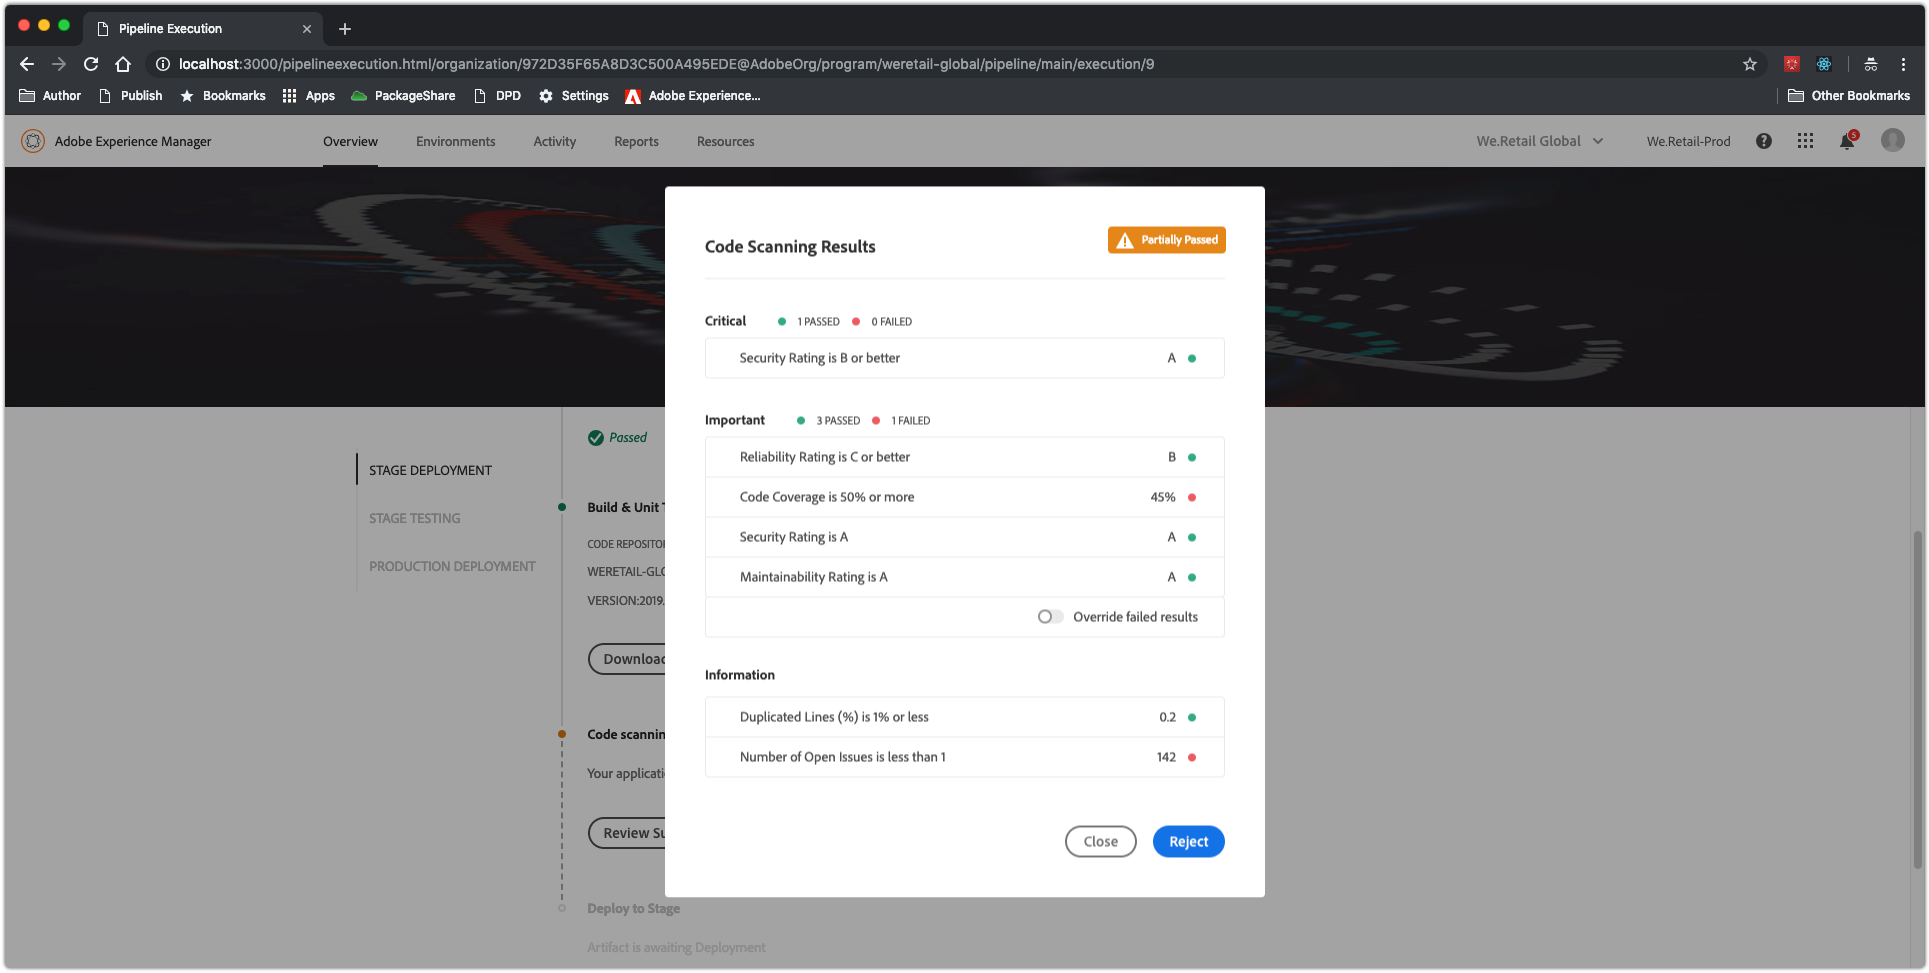 Pipeline Execution
localhost:3000/pipelineexecution.html/organization/972D35F65A8D3C500A495EDE@AdobeOrg/program/weretail-global/pipeline/main/execution/9
Author Publish Bookmarks Apps PackageShare DPD Settings Adobe Experience... Other Bookmarks
Adobe Experience Manager Overview Environments Activity Reports Resources We.Retail Global We.Retail-Prod 5
Passed
STAGE DEPLOYMENT
STAGE TESTING
PRODUCTION DEPLOYMENT
Build & Unit T
CODE REPOSITOR
WERETAIL-GLO
VERSION:2019.
Download
Code scannin
Your applicati
Review Su
Deploy to Stage
Artifact is awaiting Deployment
Code Scanning Results Partially Passed
Critical 1 PASSED 0 FAILED
Security Rating is B or better A
Important 3 PASSED 1 FAILED
Reliability Rating is C or better B
Code Coverage is 50% or more 45%
Security Rating is A A
Maintainability Rating is A A
Override failed results
Information
Duplicated Lines (%) is 1% or less 0.2
Number of Open Issues is less than 1 142
Close Reject